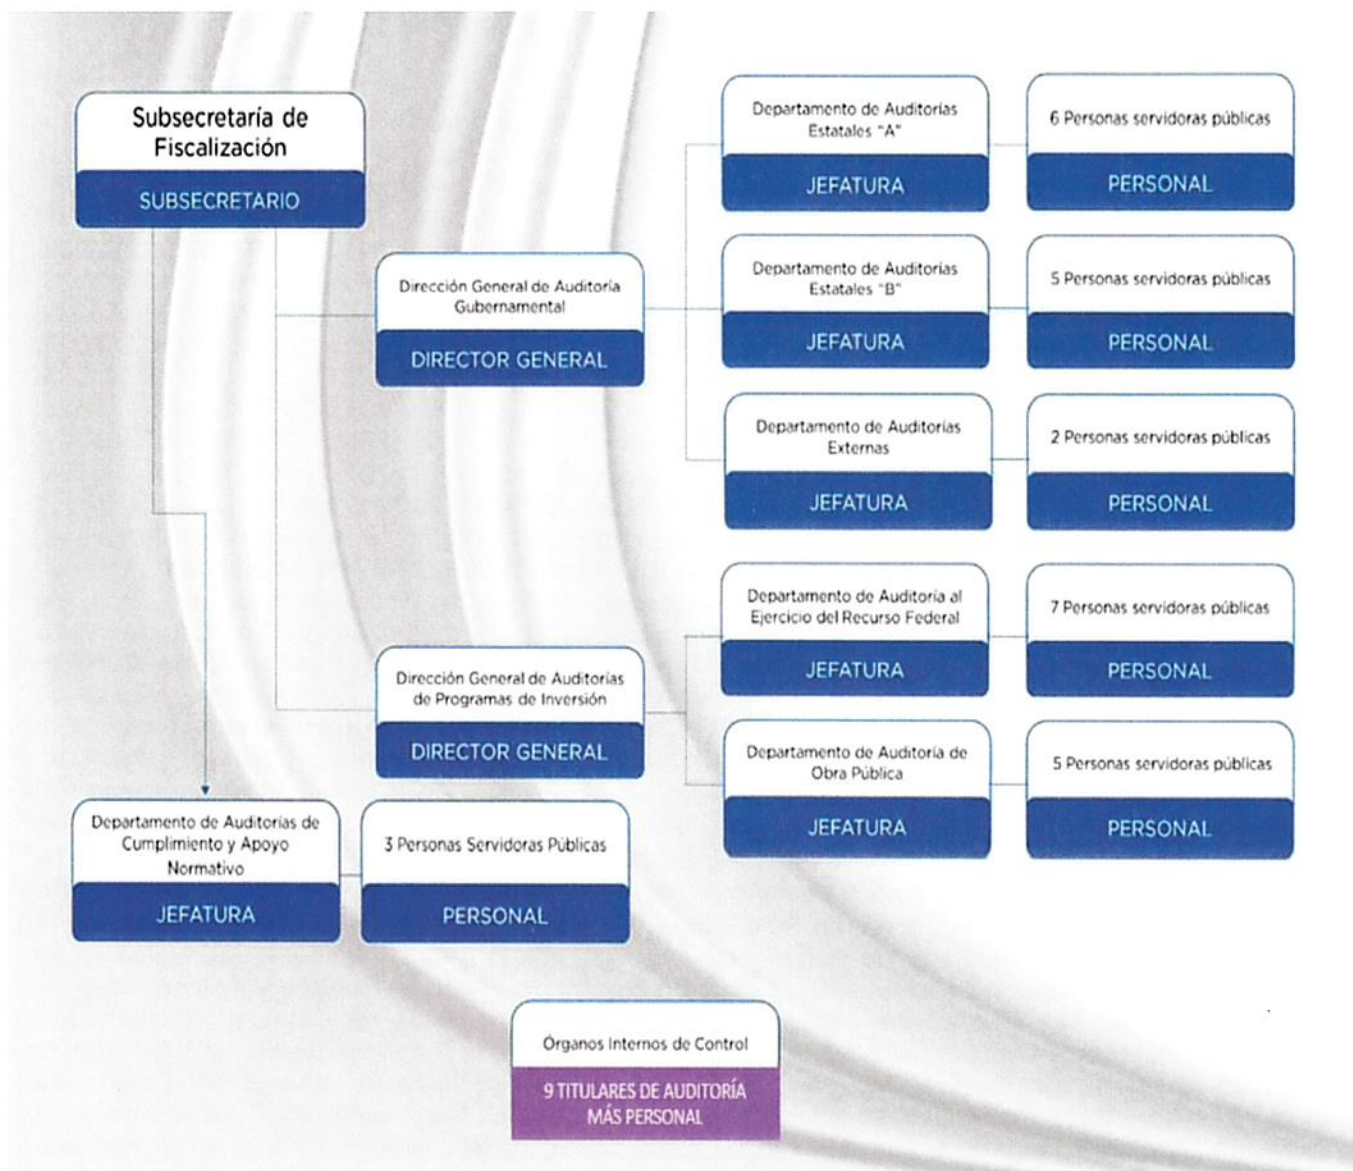 Subsecretaría de
Fiscalización
SUBSECRETARIO
Dirección General de Auditoría
Gubernamental
DIRECTOR GENERAL
Departamento de Auditorías
Estatales "A"
JEFATURA
6 Personas servidoras públicas
PERSONAL
Departamento de Auditorías
Estatales "B"
JEFATURA
5 Personas servidoras públicas
PERSONAL
Departamento de Auditorías
Externas
JEFATURA
2 Personas servidoras públicas
PERSONAL
Dirección General de Auditorías
de Programas de Inversión
DIRECTOR GENERAL
Departamento de Auditoría al
Ejercicio del Recurso Federal
JEFATURA
7 Personas servidoras públicas
PERSONAL
Departamento de Auditoría de
Obra Pública
JEFATURA
5 Personas servidoras públicas
PERSONAL
Departamento de Auditorías de
Cumplimiento y Apoyo
Normativo
JEFATURA
3 Personas Servidoras Públicas
PERSONAL
Órganos Internos de Control
9 TITULARES DE AUDITORÍA
MÁS PERSONAL